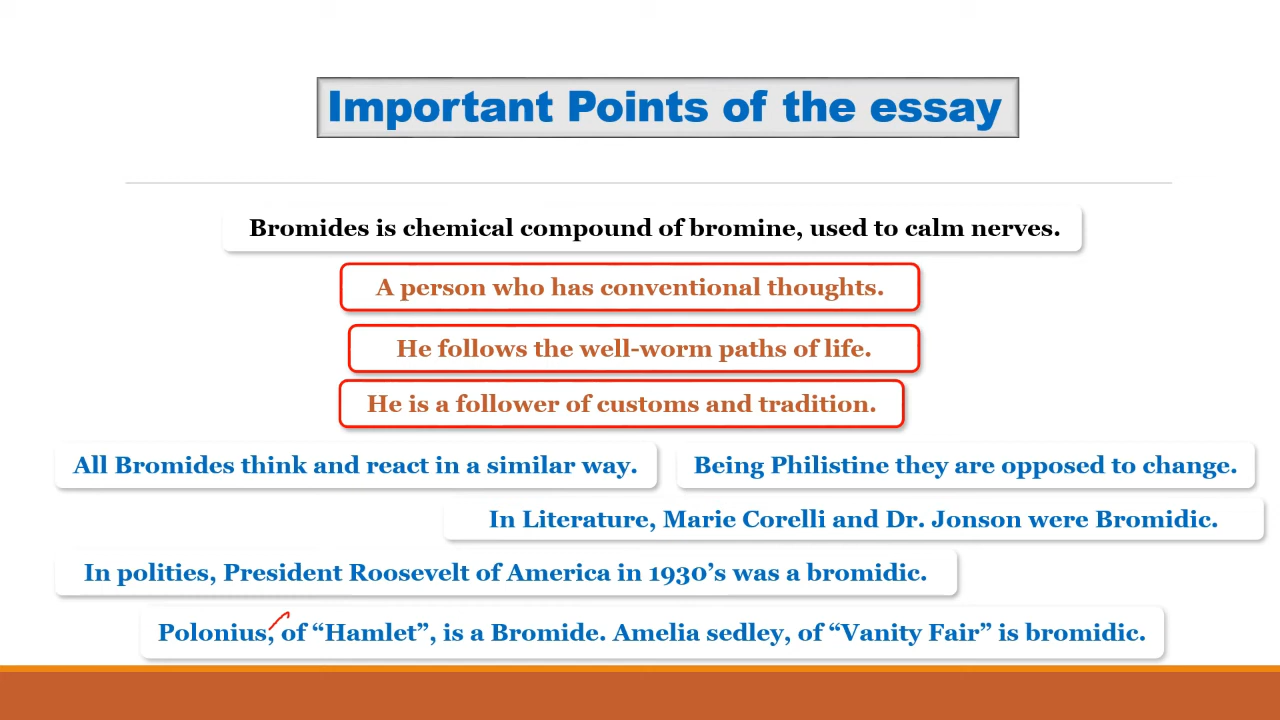 Important Points of the essay
Bromides is chemical compound of bromine, used to calm nerves.
A person who has conventional thoughts.
He follows the well-worm paths of life.
He is a follower of customs and tradition.
All Bromides think and react in a similar way.
Being Philistine they are opposed to change.
In Literature, Marie Corelli and Dr. Jonson were Bromidic.
In polities, President Roosevelt of America in 1930’s was a bromidic.
Polonius, of “Hamlet”, is a Bromide. Amelia sedley, of “Vanity Fair” is bromidic.